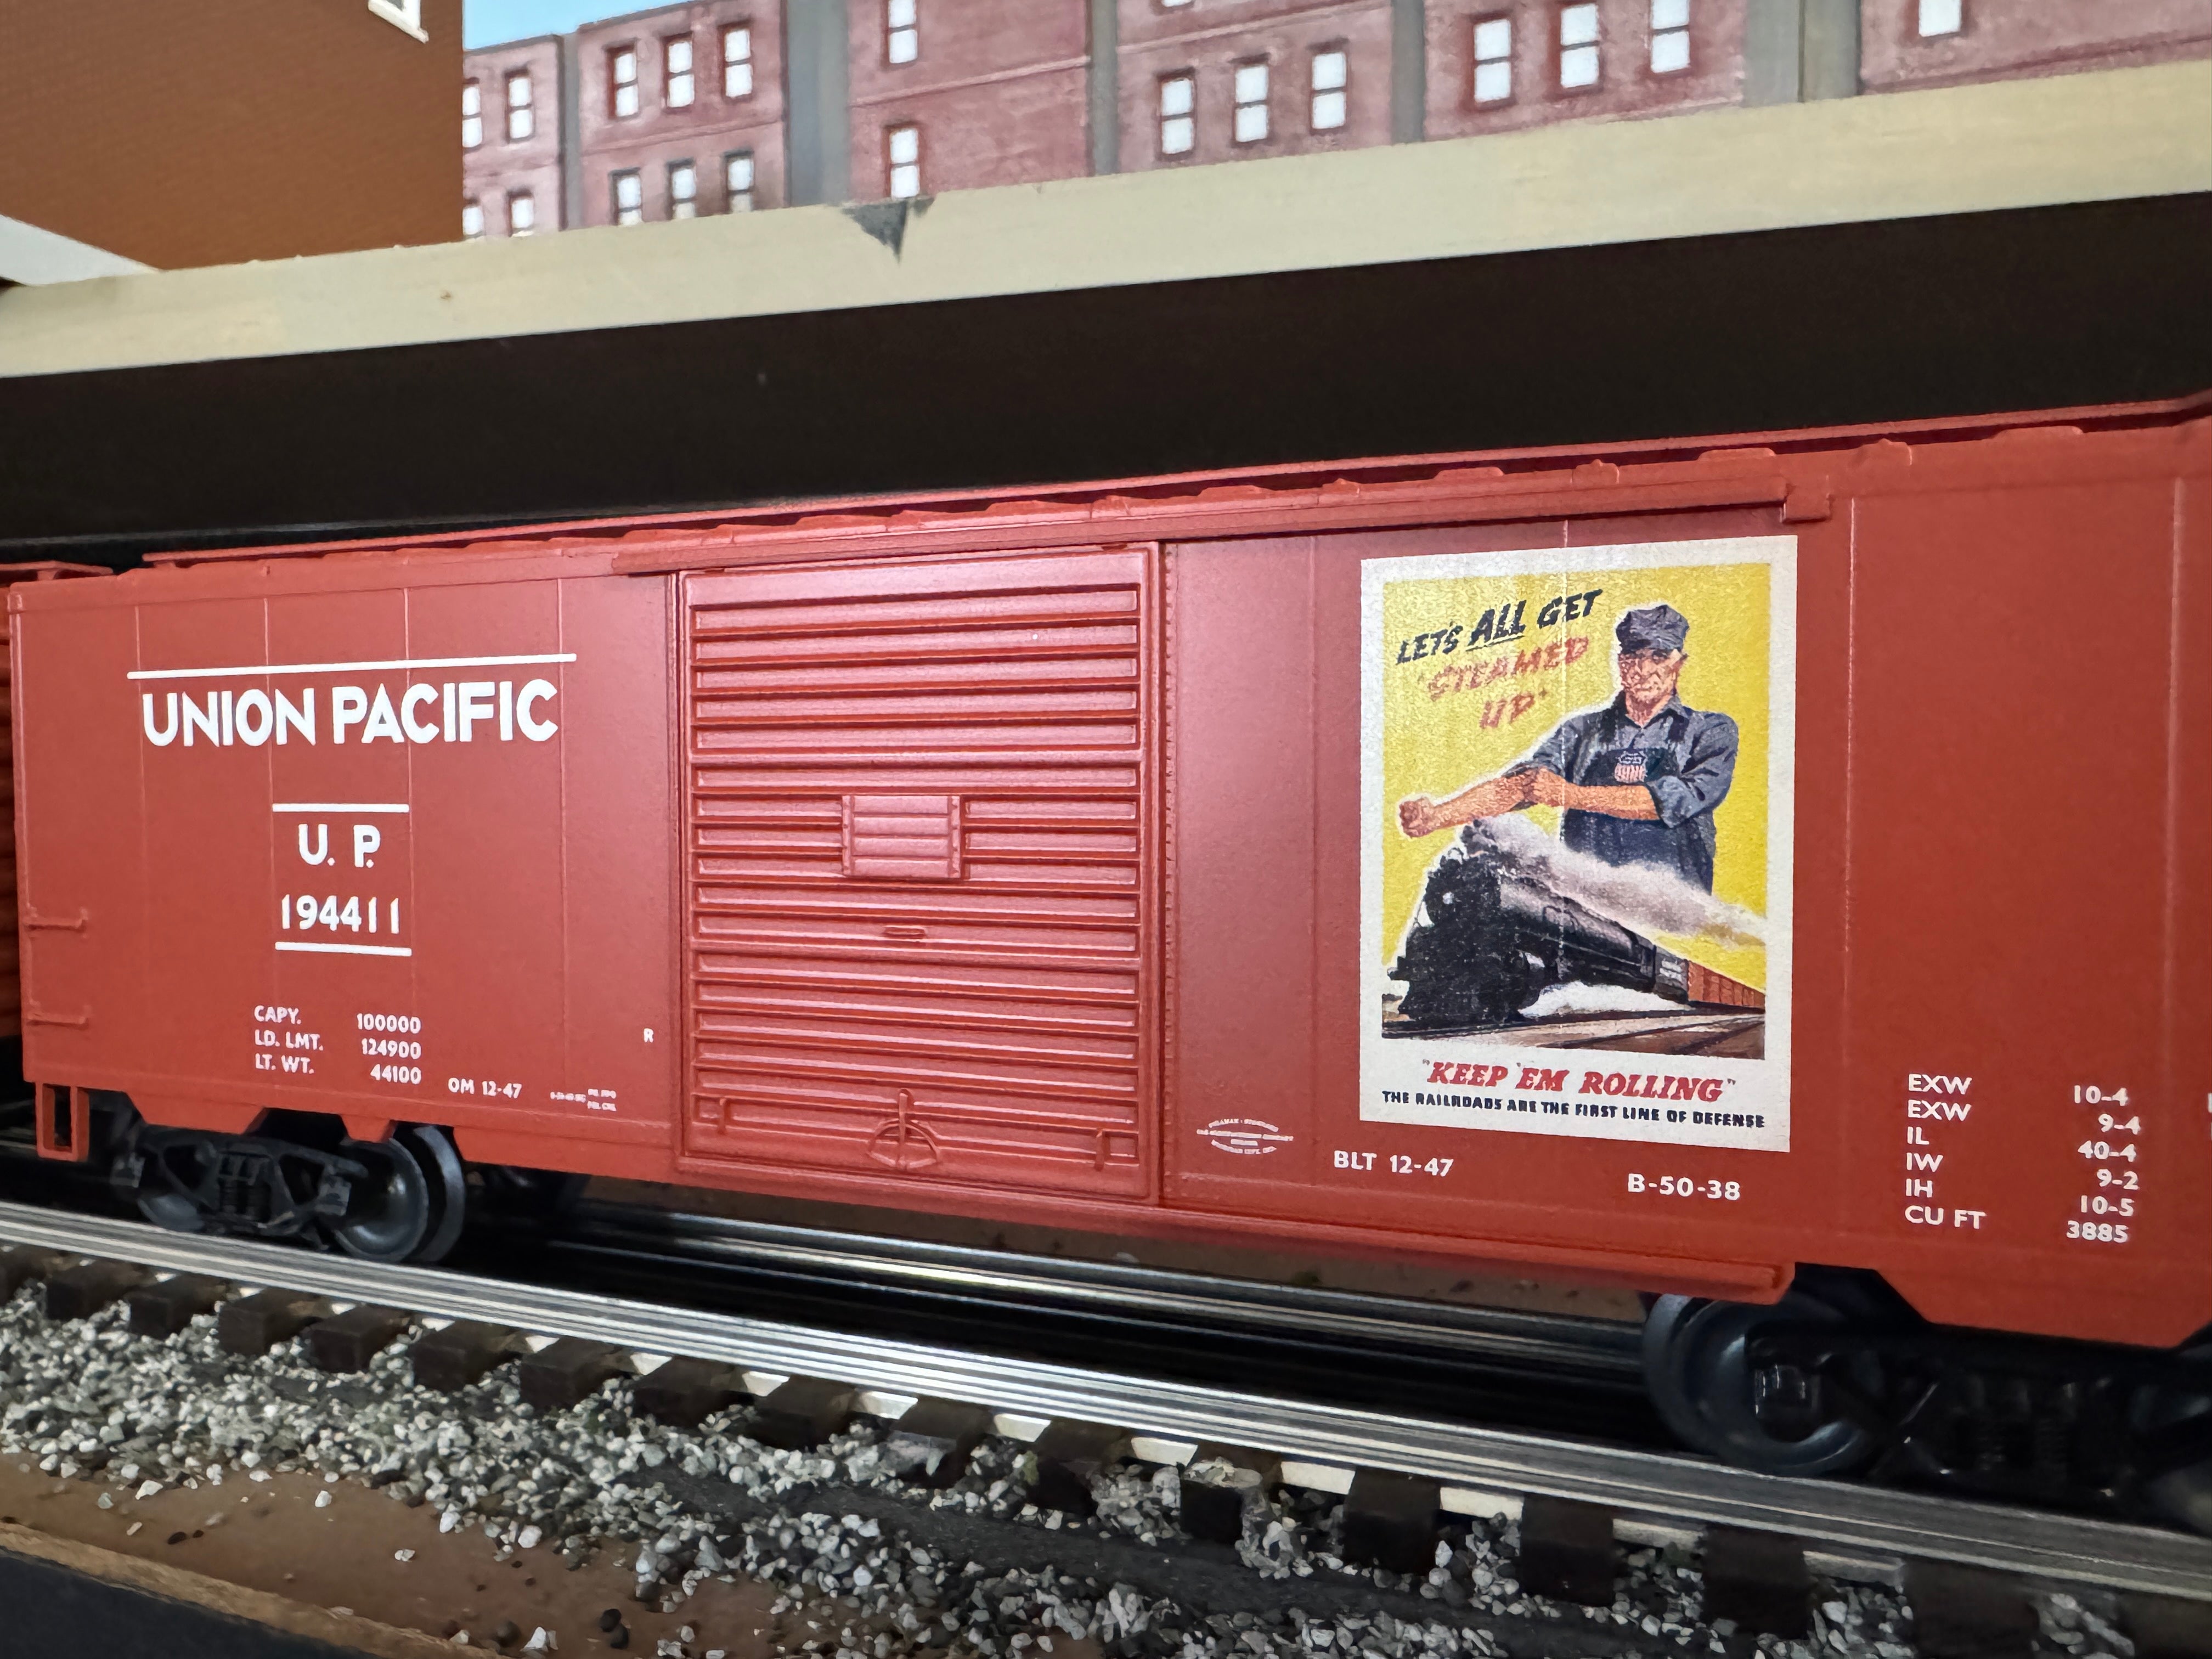 UNION PACIFIC
U. P.
194411
CAPY. 100000
LD. LMT. 124900
LT. WT. 44100
OM 12-47
R
LET'S ALL GET
"STEAMED
UP"
"KEEP 'EM ROLLING"
THE RAILROADS ARE THE FIRST LINE OF DEFENSE
BLT 12-47
B-50-38
EXW 10-4
EXW 9-4
IL 40-4
IW 9-2
IH 10-5
CU FT 3885